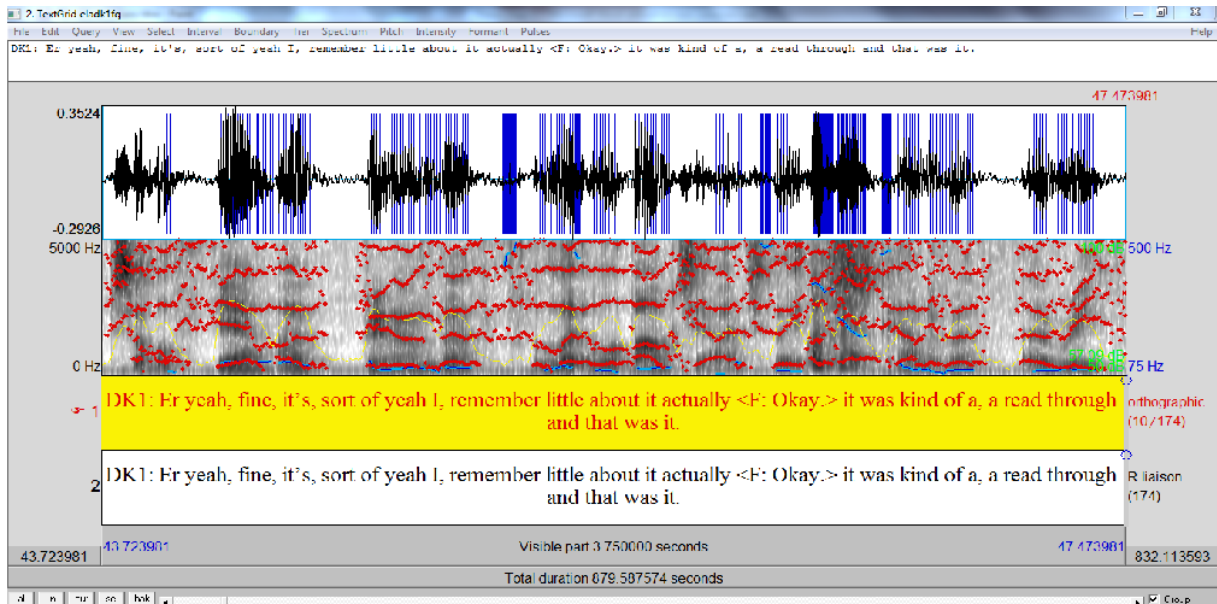 2. TextGrid eladk1fg
File Edit Query View Select Interval Boundary Tier Spectrum Pitch Intensity Formant Pulses Help
DK1: Er yeah, fine, it's, sort of yeah I, remember little about it actually <F: Okay.> it was kind of a, a read through and that was it.
47.473981
0.3524
-0.2926
5000 Hz
500 Hz
0 Hz
75 Hz
1
DK1: Er yeah, fine, it's, sort of yeah I, remember little about it actually <F: Okay.> it was kind of a, a read through
and that was it.
orthographic
(10/174)
2
DK1: Er yeah, fine, it's, sort of yeah I, remember little about it actually <F: Okay.> it was kind of a, a read through
and that was it.
R liaison
(174)
43.723981
43.723981
Visible part 3.750000 seconds
47.473981
832.113593
Total duration 879.587574 seconds
Group